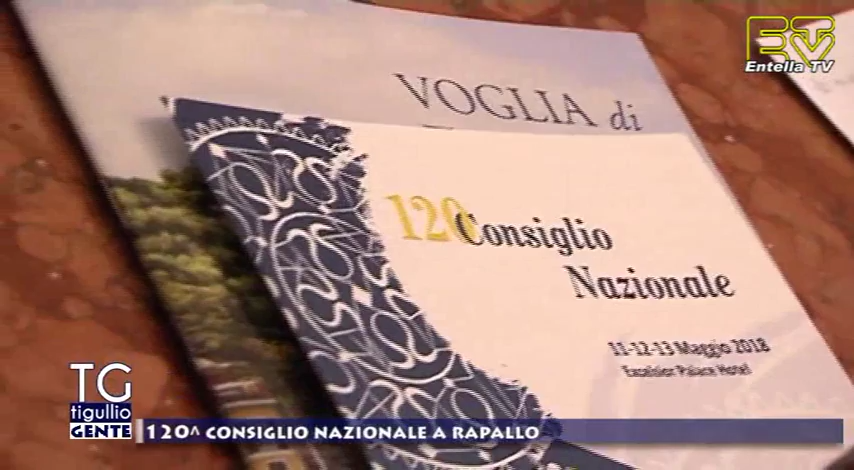 ETV
Entella TV
VOGLIA di
120 Consiglio
Nazionale
11-12-13 Maggio 2018
Excelsior Palace Hotel
TG
tigullio
GENTE
120^ CONSIGLIO NAZIONALE A RAPALLO